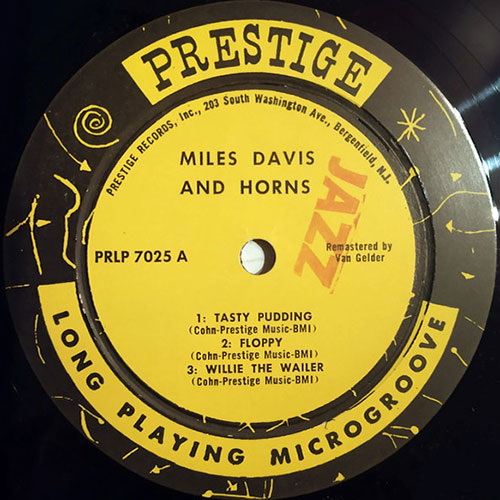 PRESTIGE
PRESTIGE RECORDS, Inc., 203 South Washington Ave., Bergenfield, N.J.
MILES DAVIS
AND HORNS
JAZZ
PRLP 7025 A
Remastered by
Van Gelder
1: TASTY PUDDING
(Cohn-Prestige Music-BMI)
2: FLOPPY
(Cohn-Prestige Music-BMI)
3: WILLIE THE WAILER
(Cohn-Prestige Music-BMI)
LONG PLAYING MICROGROOVE